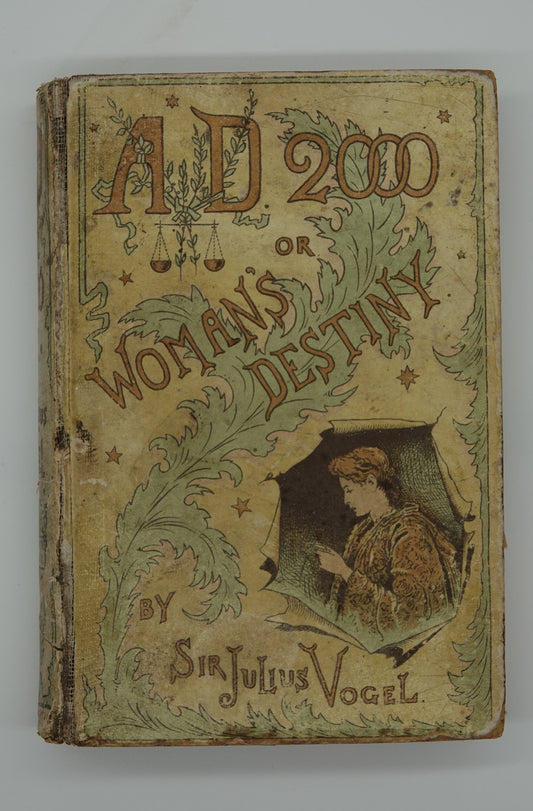 A.D. 2000
OR
WOMAN'S
DESTINY
BY
SIR JULIUS VOGEL.